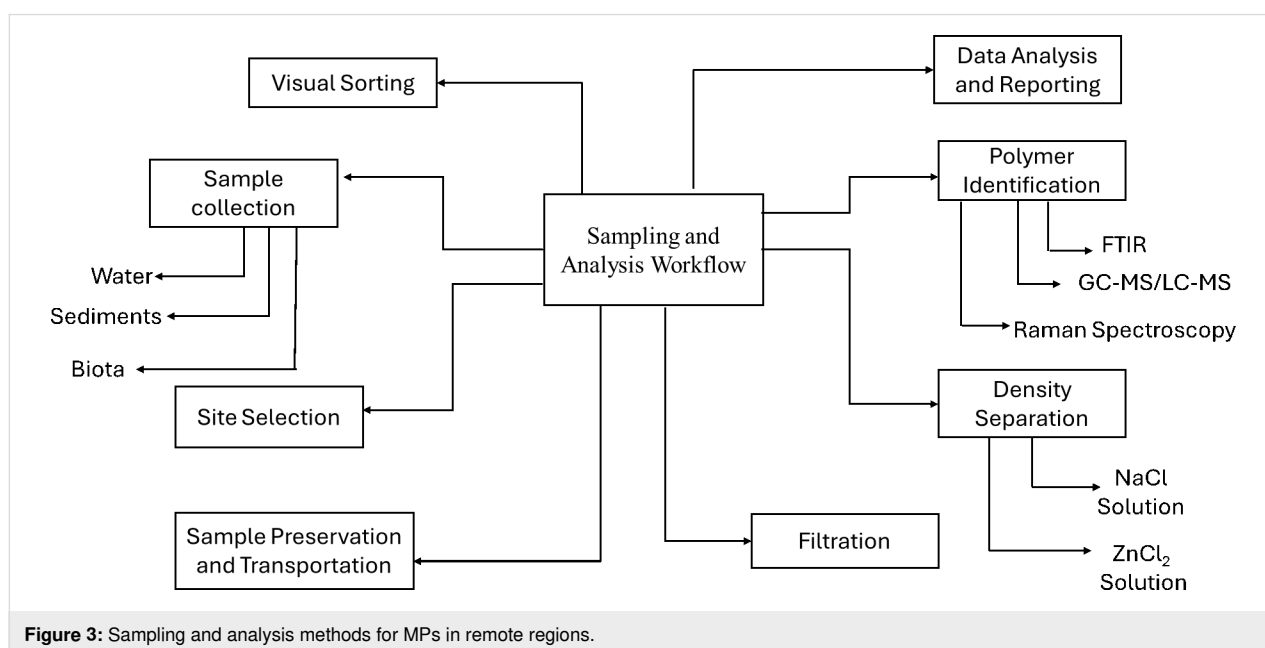 Visual Sorting
Data Analysis
and Reporting
Sample
collection
Polymer
Identification
Sampling and
Analysis Workflow
Water
Sediments
Biota
FTIR
GC-MS/LC-MS
Raman Spectroscopy
Site Selection
Density
Separation
NaCl
Solution
ZnCl₂
Solution
Sample Preservation
and Transportation
Filtration
Figure 3: Sampling and analysis methods for MPs in remote regions.